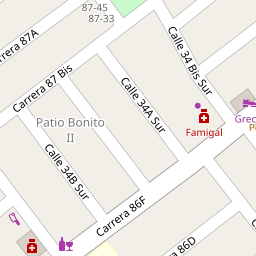 87-45
87-33
Carrera 87A
Calle 34 Bis Sur
Carrera 87 Bis
Calle 34A Sur
Patio Bonito
II
Famigal
Grec
Calle 34B Sur
Carrera 86F
86D